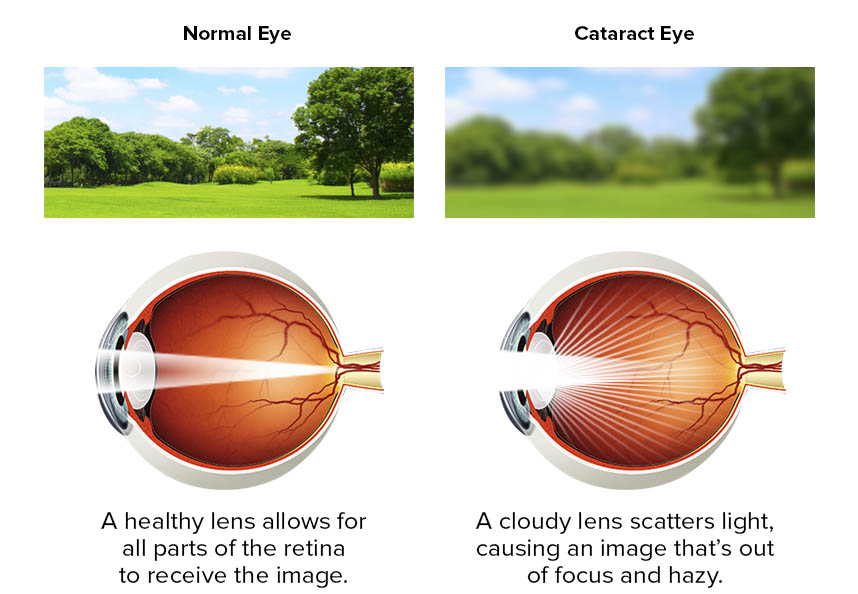 Normal Eye
Cataract Eye
A healthy lens allows for
all parts of the retina
to receive the image.
A cloudy lens scatters light,
causing an image that's out
of focus and hazy.